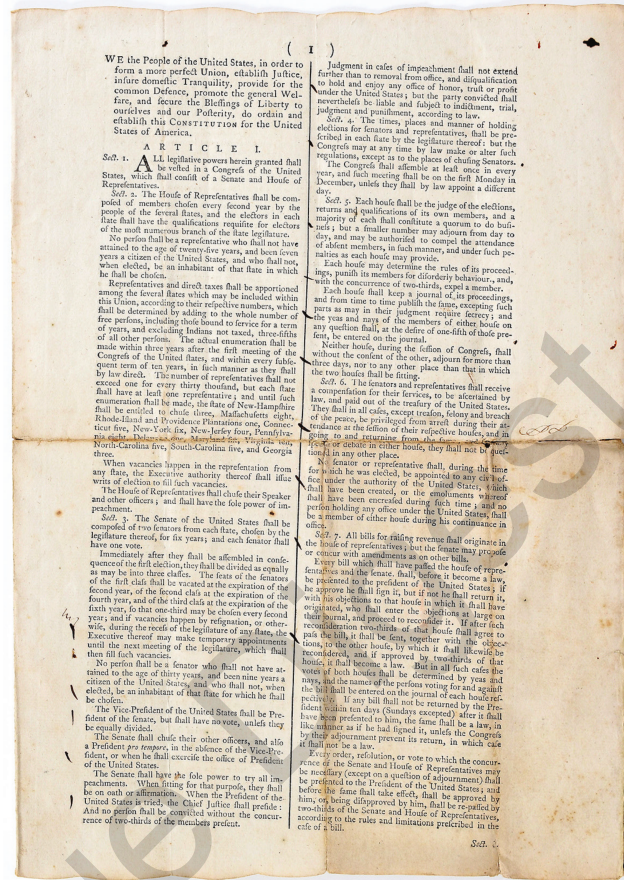 ( 1 )
WE the People of the United States, in order to
form a more perfect Union, eſtabliſh Juſtice,
inſure domeſtic Tranquility, provide for the
common Defence, promote the general Wel-
fare, and ſecure the Bleſſings of Liberty to
ourſelves and our Poſterity, do ordain and
eſtabliſh this CONSTITUTION for the United
States of America.
ARTICLE I.
Sect. 1. ALL legiſlative powers herein granted ſhall
be veſted in a Congreſs of the United
States, which ſhall conſiſt of a Senate and Houſe of
Repreſentatives.
Sect. 2. The Houſe of Repreſentatives ſhall be com-
poſed of members choſen every ſecond year by the
people of the ſeveral ſtates, and the electors in each
ſtate ſhall have the qualifications requiſite for electors
of the moſt numerous branch of the ſtate legiſlature.
No perſon ſhall be a repreſentative who ſhall not have
attained to the age of twenty-five years, and been ſeven
years a citizen of the United States, and who ſhall not,
when elected, be an inhabitant of that ſtate in which
he ſhall be choſen.
Repreſentatives and direct taxes ſhall be apportioned
among the ſeveral ſtates which may be included within
this Union, according to their reſpective numbers, which
ſhall be determined by adding to the whole number of
free perſons, including thoſe bound to ſervice for a term
of years, and excluding Indians not taxed, three-fifths
of all other perſons. The actual enumeration ſhall be
made within three years after the firſt meeting of the
Congreſs of the United States, and within every ſubſe-
quent term of ten years, in ſuch manner as they ſhall
by law direct. The number of repreſentatives ſhall not
exceed one for every thirty thouſand, but each ſtate
ſhall have at leaſt one repreſentative; and until ſuch
enumeration ſhall be made, the ſtate of New-Hampſhire
ſhall be entitled to chuſe three, Maſſachuſetts eight,
Rhode-Iſland and Providence Plantations one, Connec-
ticut five, New-York ſix, New-Jerſey four, Pennſylva-
nia eight, Delaware one, Maryland ſix, Virginia ten,
North-Carolina five, South-Carolina five, and Georgia
three.
When vacancies happen in the repreſentation from
any ſtate, the Executive authority thereof ſhall iſſue
writs of election to fill ſuch vacancies.
The Houſe of Repreſentatives ſhall chuſe their Speaker
and other officers; and ſhall have the ſole power of im-
peachment.
Sect. 3. The Senate of the United States ſhall be
compoſed of two ſenators from each ſtate, choſen by the
legiſlature thereof, for ſix years; and each ſenator ſhall
have one vote.
Immediately after they ſhall be aſſembled in conſe-
quence of the firſt election, they ſhall be divided as equally
as may be into three claſſes. The ſeats of the ſenators
of the firſt claſs ſhall be vacated at the expiration of the
ſecond year, of the ſecond claſs at the expiration of the
fourth year, and of the third claſs at the expiration of the
ſixth year, ſo that one-third may be choſen every ſecond
year; and if vacancies happen by reſignation, or other-
wiſe, during the receſs of the legiſlature of any ſtate, the
Executive thereof may make temporary appointments
until the next meeting of the legiſlature, which ſhall
then fill ſuch vacancies.
No perſon ſhall be a ſenator who ſhall not have at-
tained to the age of thirty years, and been nine years a
citizen of the United States, and who ſhall not, when
elected, be an inhabitant of that ſtate for which he ſhall
be choſen.
The Vice-Preſident of the United States ſhall be Pre-
ſident of the ſenate, but ſhall have no vote, unleſs they
be equally divided.
The Senate ſhall chuſe their other officers, and alſo
a Preſident pro tempore, in the abſence of the Vice-Pre-
ſident, or when he ſhall exerciſe the office of Preſident
of the United States.
The Senate ſhall have the ſole power to try all im-
peachments. When ſitting for that purpoſe, they ſhall
be on oath or affirmation. When the Preſident of the
United States is tried, the Chief Juſtice ſhall preſide:
And no perſon ſhall be convicted without the concur-
rence of two-thirds of the members preſent.
Judgment in caſes of impeachment ſhall not extend
further than to removal from office, and diſqualification
to hold and enjoy any office of honor, truſt or profit
under the United States; but the party convicted ſhall
nevertheleſs be liable and ſubject to indictment, trial,
judgment and puniſhment, according to law.
Sect. 4. The times, places and manner of holding
elections for ſenators and repreſentatives, ſhall be pre-
ſcribed in each ſtate by the legiſlature thereof: but the
Congreſs may at any time by law make or alter ſuch
regulations, except as to the places of chuſing Senators.
The Congreſs ſhall aſſemble at leaſt once in every
year, and ſuch meeting ſhall be on the firſt Monday in
December, unleſs they ſhall by law appoint a different
day.
Sect. 5. Each houſe ſhall be the judge of the elections,
returns and qualifications of its own members, and a
majority of each ſhall conſtitute a quorum to do buſi-
neſs; but a ſmaller number may adjourn from day to
day, and may be authoriſed to compel the attendance
of abſent members, in ſuch manner, and under ſuch pe-
nalties as each houſe may provide.
Each houſe may determine the rules of its proceed-
ings, puniſh its members for diſorderly behaviour, and,
with the concurrence of two-thirds, expel a member.
Each houſe ſhall keep a journal of its proceedings,
and from time to time publiſh the ſame, excepting ſuch
parts as may in their judgment require ſecrecy; and
the yeas and nays of the members of either houſe on
any queſtion ſhall, at the deſire of one-fifth of thoſe pre-
ſent, be entered on the journal.
Neither houſe, during the ſeſſion of Congreſs, ſhall
without the conſent of the other, adjourn for more than
three days, nor to any other place than that in which
the two houſes ſhall be ſitting.
Sect. 6. The ſenators and repreſentatives ſhall receive
a compenſation for their ſervices, to be aſcertained by
law, and paid out of the treaſury of the United States.
They ſhall in all caſes, except treaſon, felony and breach
of the peace, be privileged from arreſt during their at-
tendance at the ſeſſion of their reſpective houſes, and in
going to and returning from the ſame; and for any
ſpeech or debate in either houſe, they ſhall not be queſ-
tioned in any other place.
No ſenator or repreſentative ſhall, during the time
for which he was elected, be appointed to any civil of-
fice under the authority of the United States, which
ſhall have been created, or the emoluments whereof
ſhall have been encreaſed during ſuch time; and no
perſon holding any office under the United States, ſhall
be a member of either houſe during his continuance in
office.
Sect. 7. All bills for raiſing revenue ſhall originate in
the houſe of repreſentatives; but the ſenate may propoſe
or concur with amendments as on other bills.
Every bill which ſhall have paſſed the houſe of repre-
ſentatives and the ſenate, ſhall, before it become a law,
be preſented to the preſident of the United States; if
he approve he ſhall ſign it, but if not he ſhall return it,
with his objections to that houſe in which it ſhall have
originated, who ſhall enter the objections at large on
their journal, and proceed to reconſider it. If after ſuch
reconſideration two-thirds of that houſe ſhall agree to
paſs the bill, it ſhall be ſent, together with the objec-
tions, to the other houſe, by which it ſhall likewiſe be
reconſidered, and if approved by two-thirds of that
houſe, it ſhall become a law. But in all ſuch caſes the
votes of both houſes ſhall be determined by yeas and
nays, and the names of the perſons voting for and againſt
the bill ſhall be entered on the journal of each houſe reſ-
pectively. If any bill ſhall not be returned by the Pre-
ſident within ten days (Sundays excepted) after it ſhall
have been preſented to him, the ſame ſhall be a law, in
like manner as if he had ſigned it, unleſs the Congreſs
by their adjournment prevent its return, in which caſe
it ſhall not be a law.
Every order, reſolution, or vote to which the concur-
rence of the Senate and Houſe of Repreſentatives may
be neceſſary (except on a queſtion of adjournment) ſhall
be preſented to the Preſident of the United States; and
before the ſame ſhall take effect, ſhall be approved by
him, or, being diſapproved by him, ſhall be re-paſſed by
two-thirds of the Senate and Houſe of Repreſentatives,
according to the rules and limitations preſcribed in the
caſe of a bill.
Sect. 8.